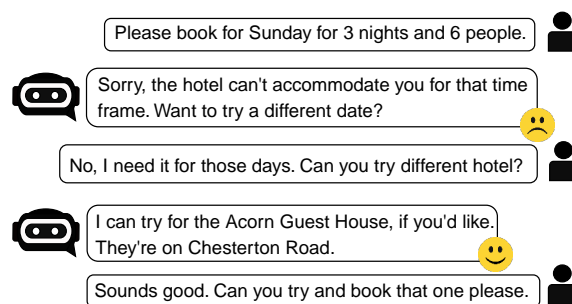 Please book for Sunday for 3 nights and 6 people.
Sorry, the hotel can't accommodate you for that time
frame. Want to try a different date?
No, I need it for those days. Can you try different hotel?
I can try for the Acorn Guest House, if you'd like.
They're on Chesterton Road.
Sounds good. Can you try and book that one please.